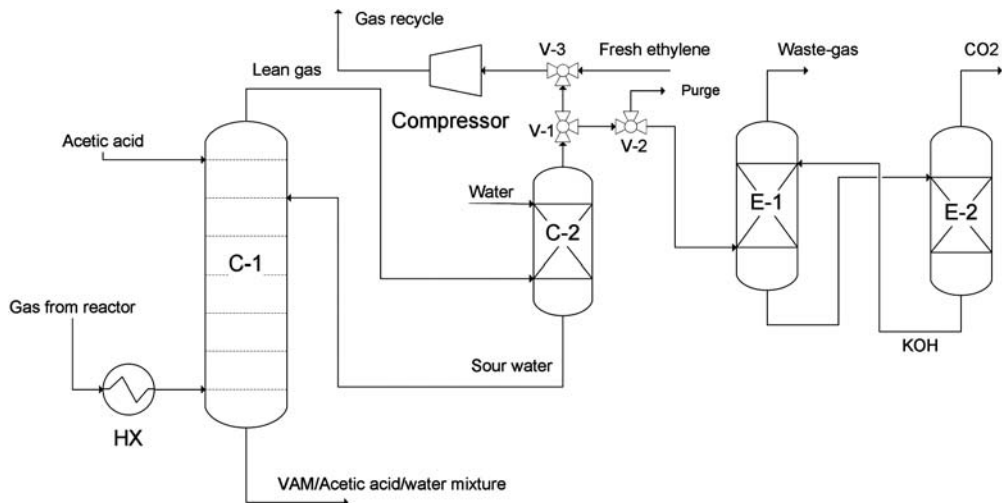 Gas recycle
V-3
Fresh ethylene
Waste-gas
CO2
Lean gas
Purge
Compressor
V-1
V-2
Acetic acid
Water
E-1
E-2
C-2
C-1
Gas from reactor
KOH
Sour water
HX
VAM/Acetic acid/water mixture